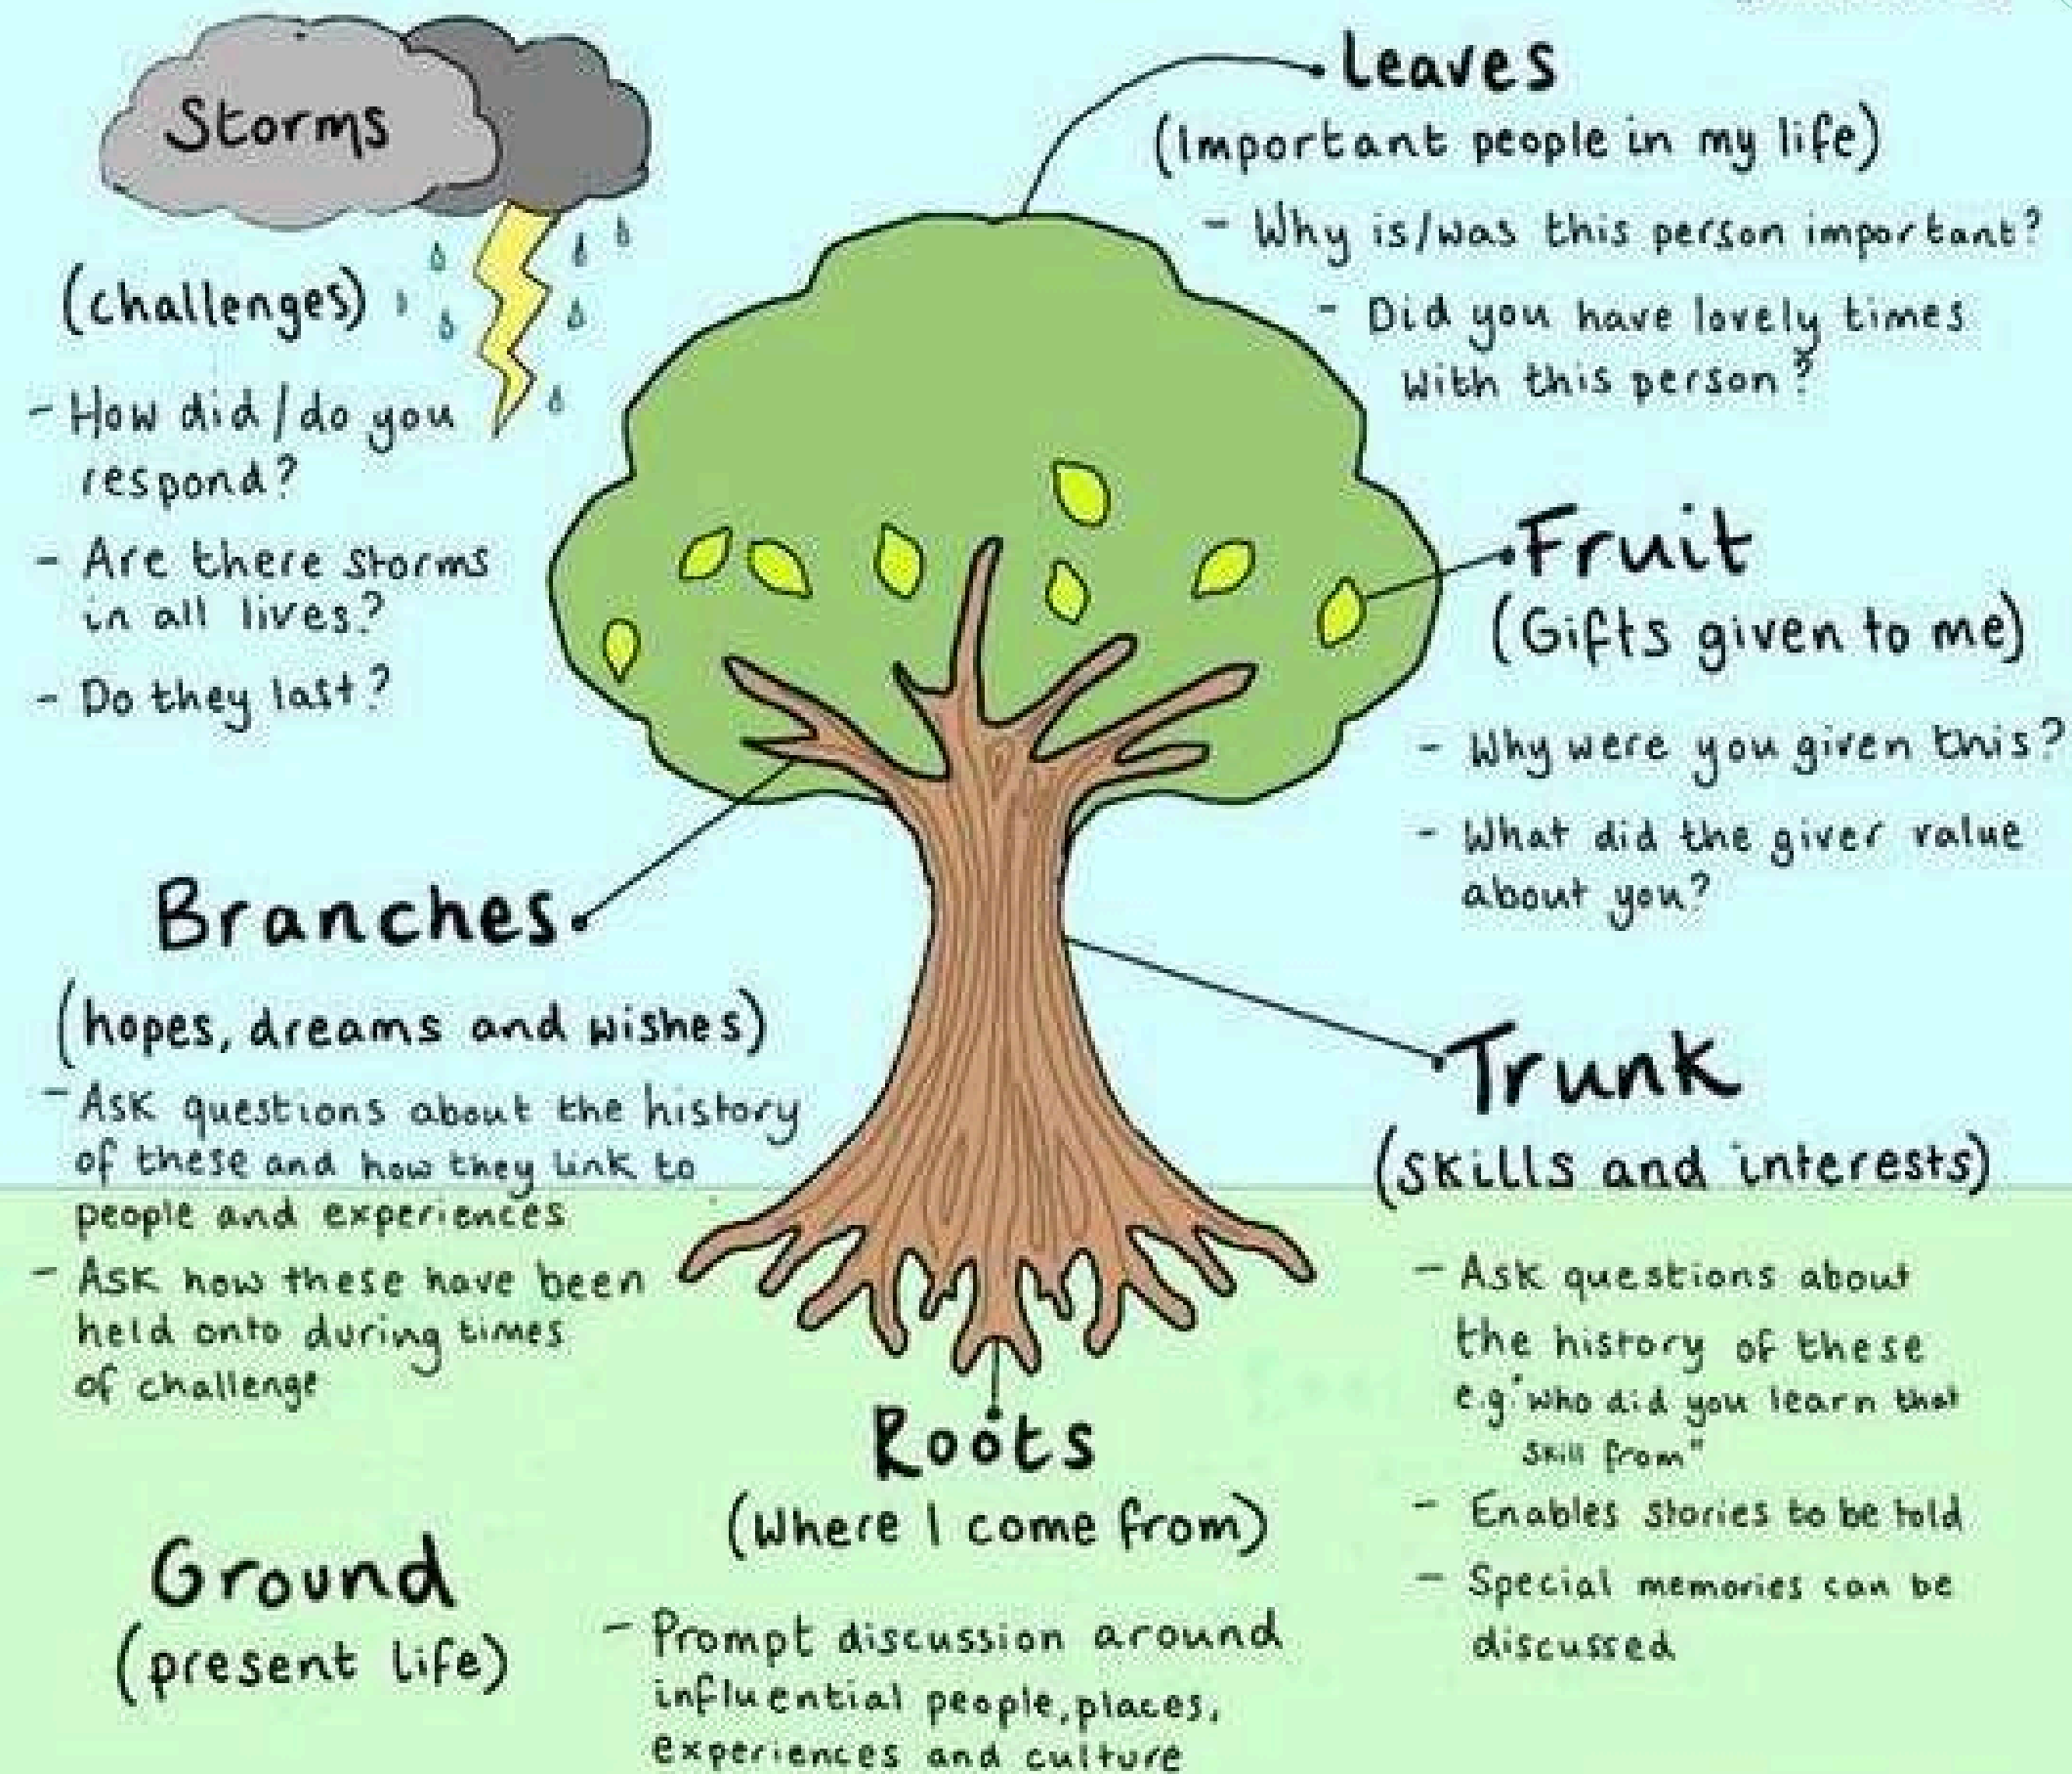 Storms
(challenges)
- How did/do you
respond?
- Are there storms
in all lives?
- Do they last?
Leaves
(Important people in my life)
- Why is/was this person important?
- Did you have lovely times
with this person?
Fruit
(Gifts given to me)
- Why were you given this?
- What did the giver value
about you?
Branches
(hopes, dreams and wishes)
- Ask questions about the history
of these and how they link to
people and experiences
- Ask how these have been
held onto during times
of challenge
Trunk
(skills and interests)
- Ask questions about
the history of these
e.g. "who did you learn that
skill from"
- Enables stories to be told
- Special memories can be
discussed
Roots
(Where I come from)
- Prompt discussion around
influential people, places,
experiences and culture
Ground
(present life)